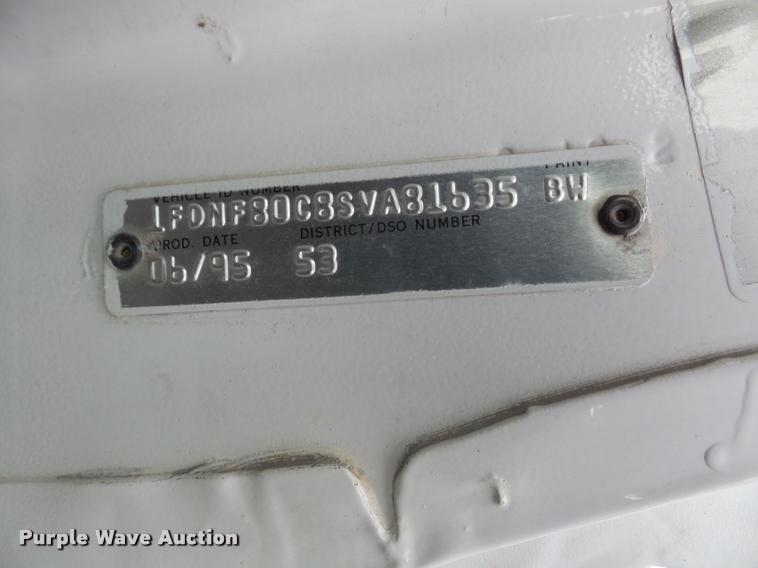 PAINT
VEHICLE ID NUMBER
1FDNF80C8SVA81635 BW
PROD. DATE DISTRICT/DSO NUMBER
06/95 53
Purple Wave Auction